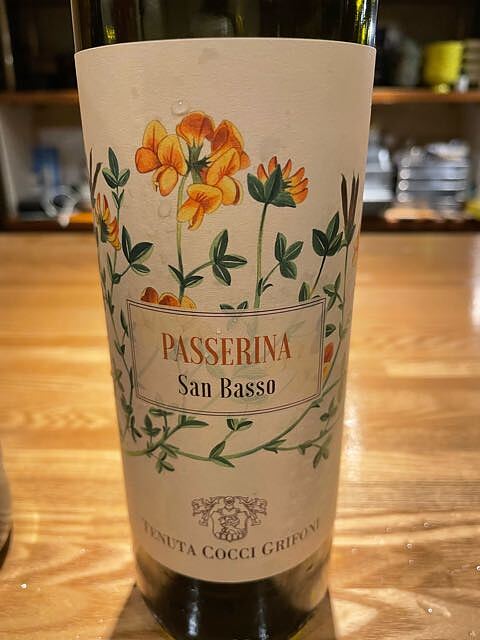 PASSERINA
San Basso
TENUTA COCCI GRIFONI